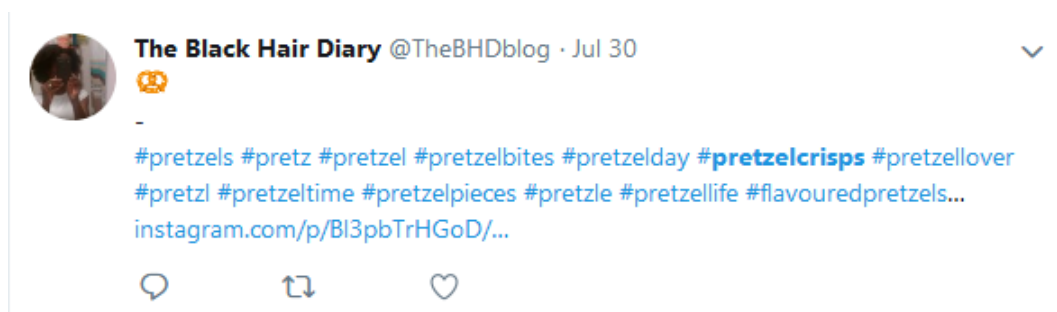 The Black Hair Diary @TheBHDblog · Jul 30
🥨
-
#pretzels #pretz #pretzel #pretzelbites #pretzelday #pretzelcrisps #pretzellover
#pretzl #pretzeltime #pretzelpieces #pretzle #pretzellife #flavouredpretzels...
instagram.com/p/Bl3pbTrHGoD/...